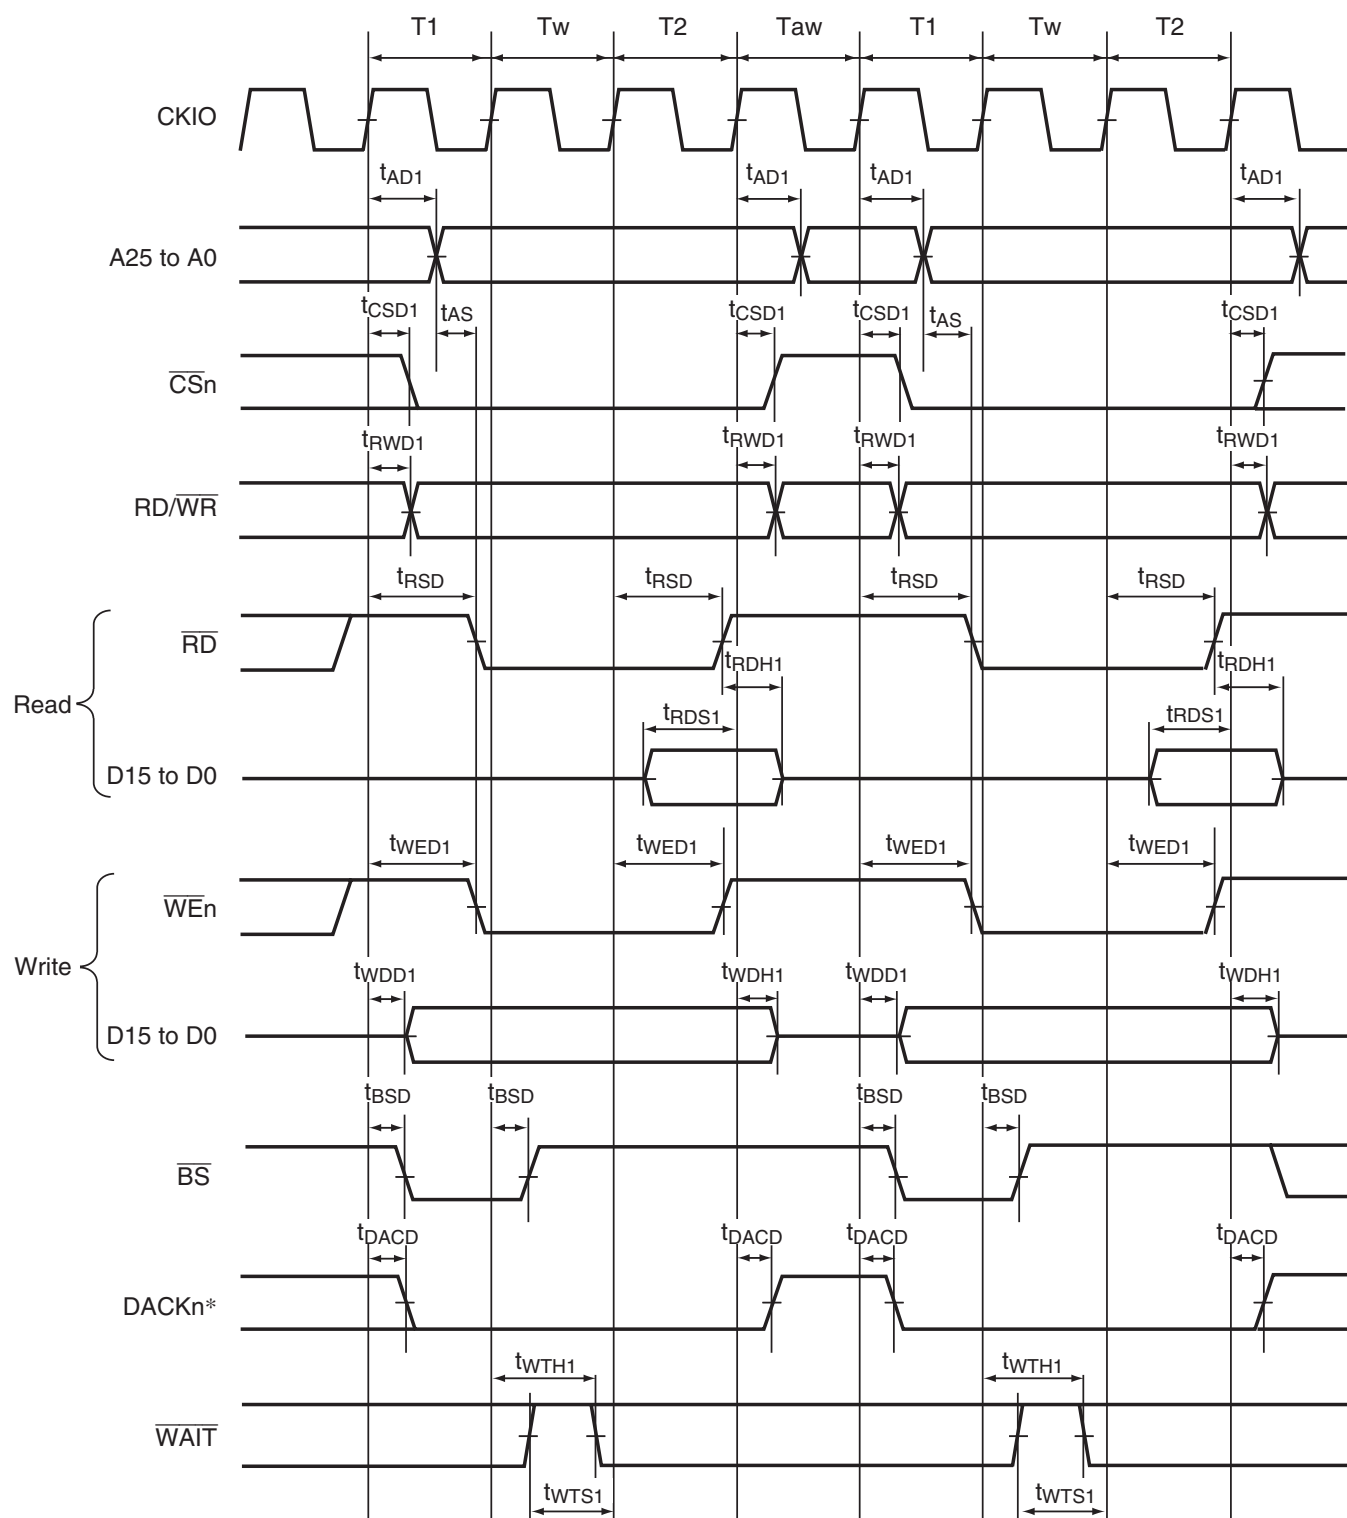 T1 Tw T2 Taw T1 Tw T2
CKIO
tAD1 tAD1 tAD1 tAD1
A25 to A0
tCSD1 tAS tCSD1 tCSD1 tAS tCSD1
CSn
tRWD1 tRWD1 tRWD1 tRWD1
RD/WR
tRSD tRSD tRSD tRSD
RD
tRDH1 tRDH1
Read
tRDS1 tRDS1
D15 to D0
tWED1 tWED1 tWED1 tWED1
WEn
Write
tWDD1 tWDH1 tWDD1 tWDH1
D15 to D0
tBSD tBSD tBSD tBSD
BS
tDACD tDACD tDACD tDACD
DACKn*
tWTH1 tWTH1
WAIT
tWTS1 tWTS1